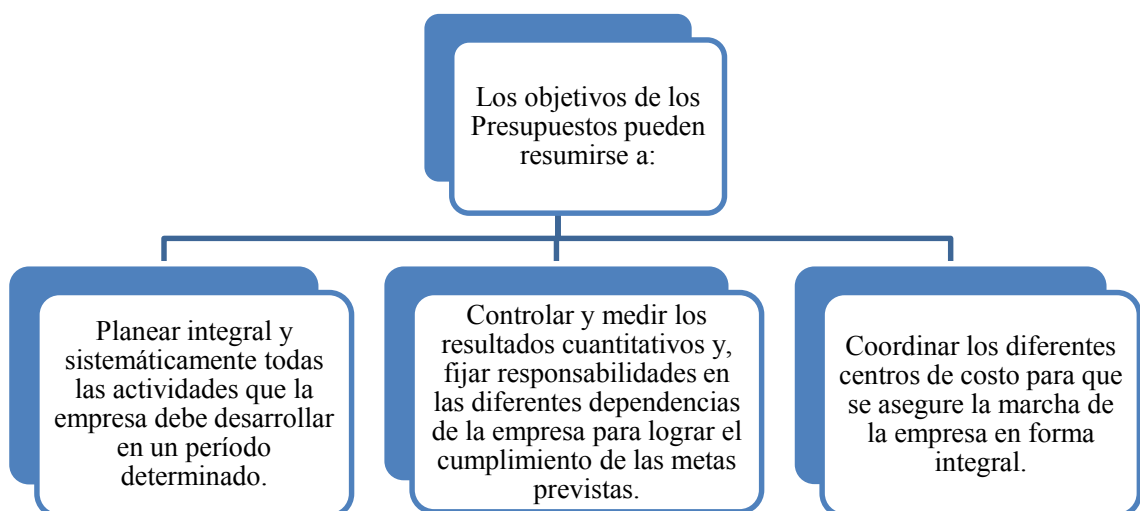 Los objetivos de los
Presupuestos pueden
resumirse a:
Planear integral y
sistemáticamente todas
las actividades que la
empresa debe desarrollar
en un período
determinado.
Controlar y medir los
resultados cuantitativos y,
fijar responsabilidades en
las diferentes dependencias
de la empresa para lograr el
cumplimiento de las metas
previstas.
Coordinar los diferentes
centros de costo para que
se asegure la marcha de
la empresa en forma
integral.